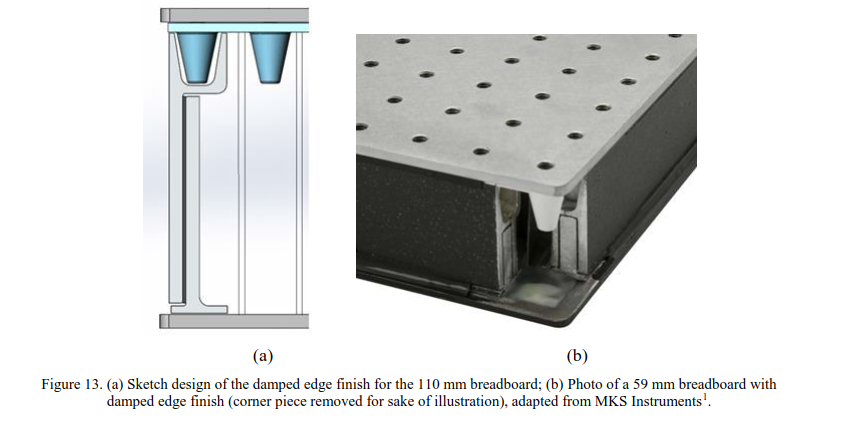 (a)
(b)
Figure 13. (a) Sketch design of the damped edge finish for the 110 mm breadboard; (b) Photo of a 59 mm breadboard with
damped edge finish (corner piece removed for sake of illustration), adapted from MKS Instruments¹.